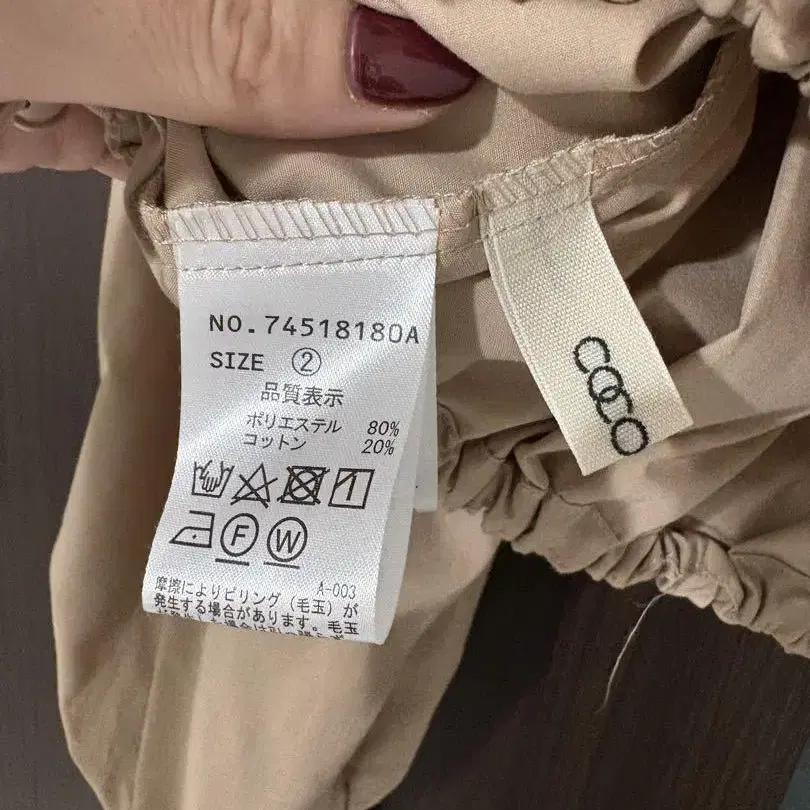 NO.74518180A
SIZE ②
品質表示
ポリエステル 80%
コットン 20%
F W
A-003
摩擦によりピリング(毛玉)が
発生する場合があります。毛玉
COCO